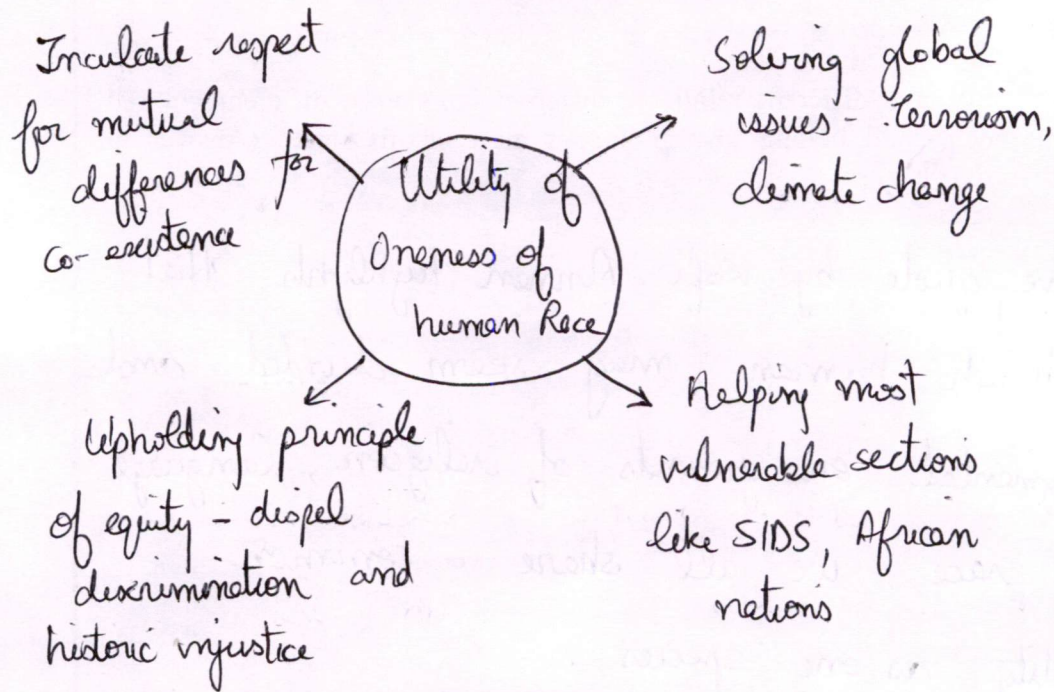 Inculcate respect
for mutual
differences for
co-existence
Solving global
issues - Terrorism,
climate change
Utility of
Oneness of
human Race
Upholding principle
of equity - dispel
discrimination and
historic injustice
Helping most
vulnerable sections
like SIDS, African
nations